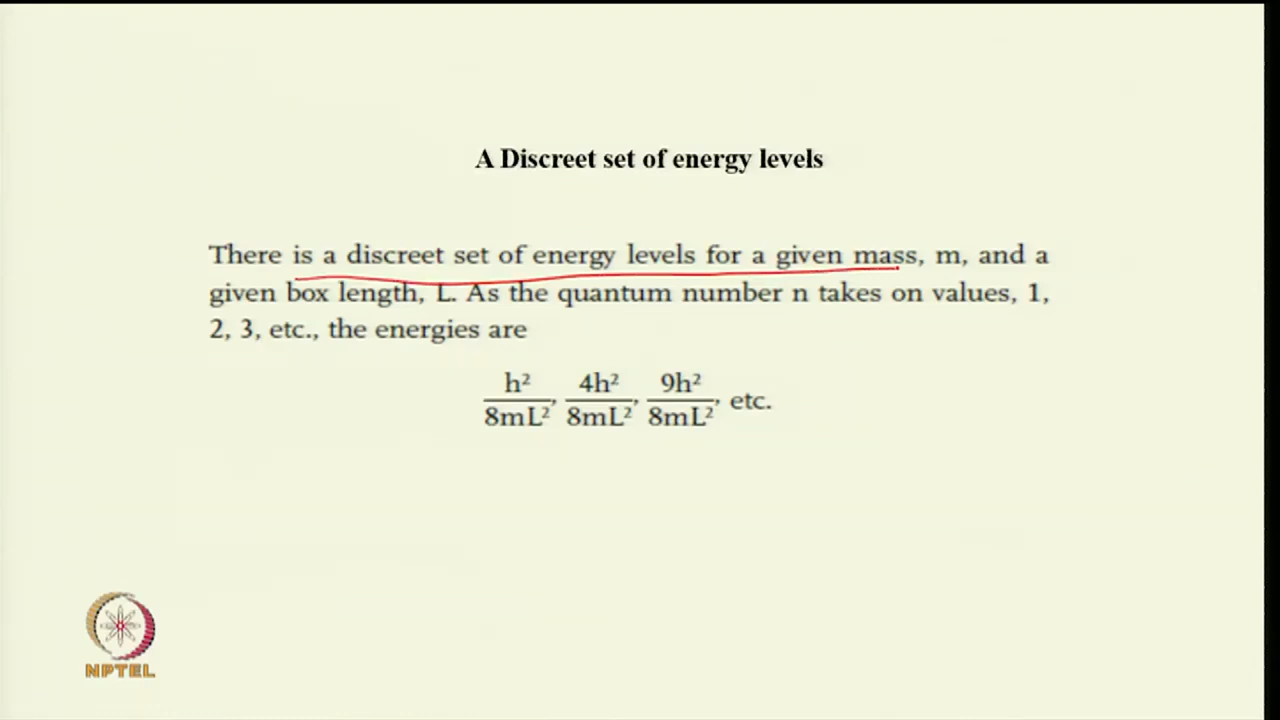 A Discreet set of energy levels
There is a discreet set of energy levels for a given mass, m, and a
given box length, L. As the quantum number n takes on values, 1,
2, 3, etc., the energies are
h²/8mL², 4h²/8mL², 9h²/8mL², etc.
NPTEL